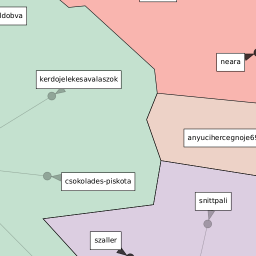 ldobva
neara
kerdojelekesavalaszok
anyucihercegnoje69
csokolades-piskota
snittpali
szaller